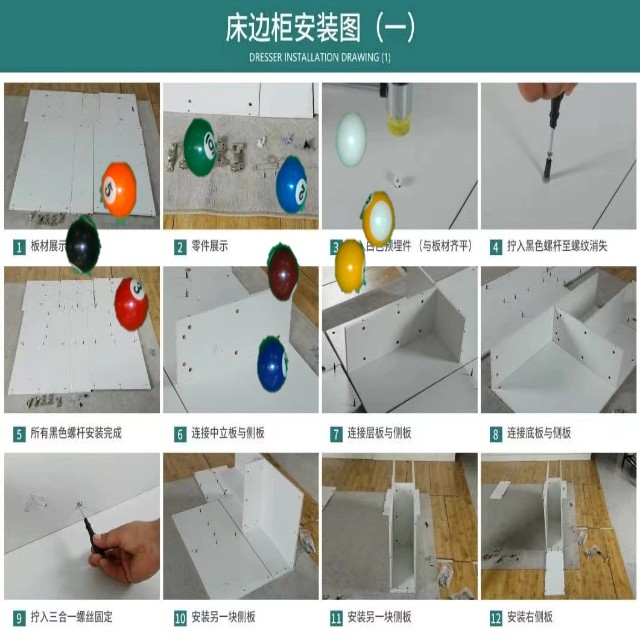 床边柜安装图（一）
DRESSER INSTALLATION DRAWING (1)
1 板材展示
2 零件展示
3 入白色预埋件（与板材齐平）
4 拧入黑色螺杆至螺纹消失
5 所有黑色螺杆安装完成
6 连接中立板与侧板
7 连接层板与侧板
8 连接底板与侧板
9 拧入三合一螺丝固定
10 安装另一块侧板
11 安装另一块侧板
12 安装右侧板